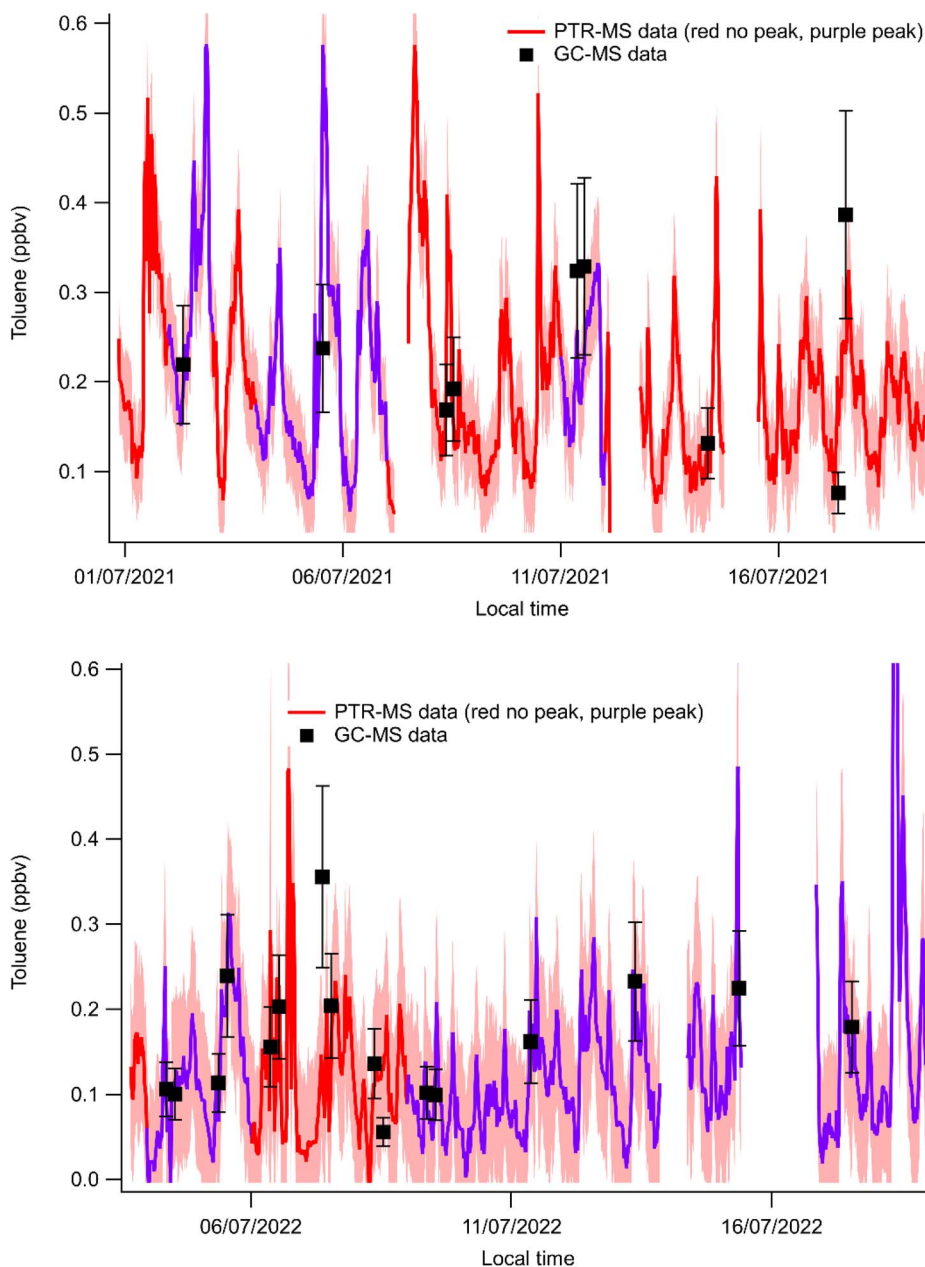 PTR-MS data (red no peak, purple peak)
GC-MS data
0.6
0.5
0.4
0.3
0.2
0.1
Toluene (ppbv)
01/07/2021
06/07/2021
11/07/2021
16/07/2021
Local time
PTR-MS data (red no peak, purple peak)
GC-MS data
0.6
0.5
0.4
0.3
0.2
0.1
0.0
Toluene (ppbv)
06/07/2022
11/07/2022
16/07/2022
Local time